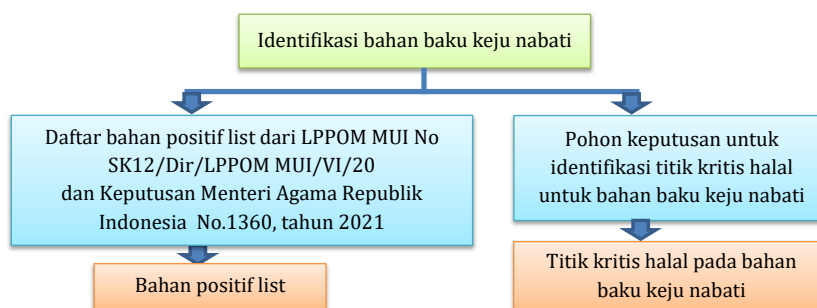 Identifikasi bahan baku keju nabati
Daftar bahan positif list dari LPPOM MUI No
SK12/Dir/LPPOM MUI/VI/20
dan Keputusan Menteri Agama Republik
Indonesia No.1360, tahun 2021
Pohon keputusan untuk
identifikasi titik kritis halal
untuk bahan baku keju nabati
Bahan positif list
Titik kritis halal pada bahan
baku keju nabati